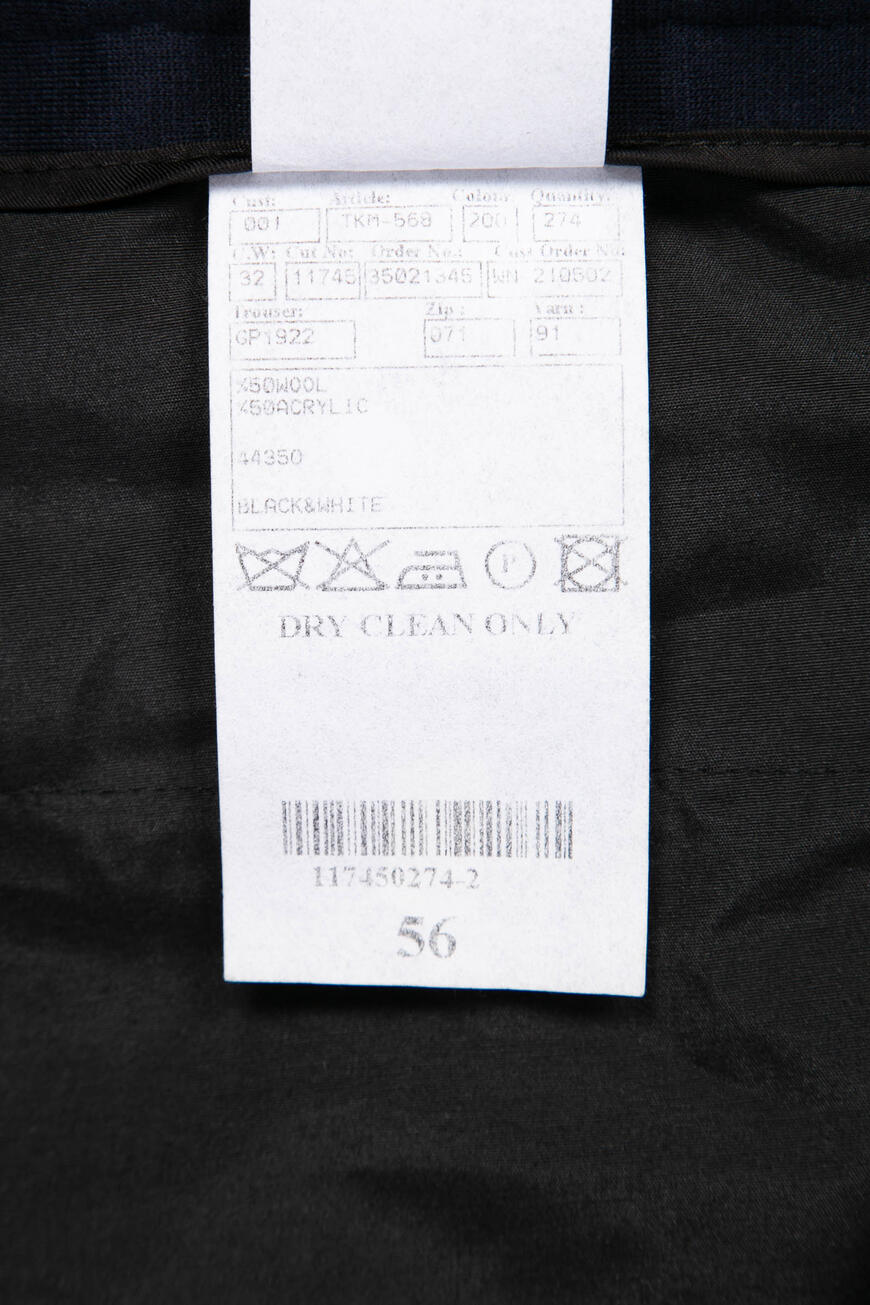 Cust: Article: Colour: Quantity:
001 TKM-568 200 274
C.W: Cut No: Order No.: Cust Order No:
32 11745 35021345 WN 210502
Trouser: Zip : Yarn :
GP1922 071 91
%50WOOL
%50ACRYLIC
44350
BLACK&WHITE
P
DRY CLEAN ONLY
117450274-2
56